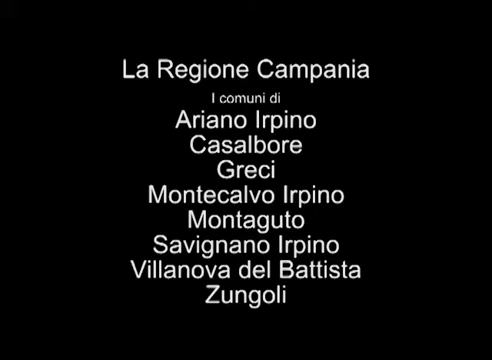 La Regione Campania
I comuni di
Ariano Irpino
Casalbore
Greci
Montecalvo Irpino
Montaguto
Savignano Irpino
Villanova del Battista
Zungoli